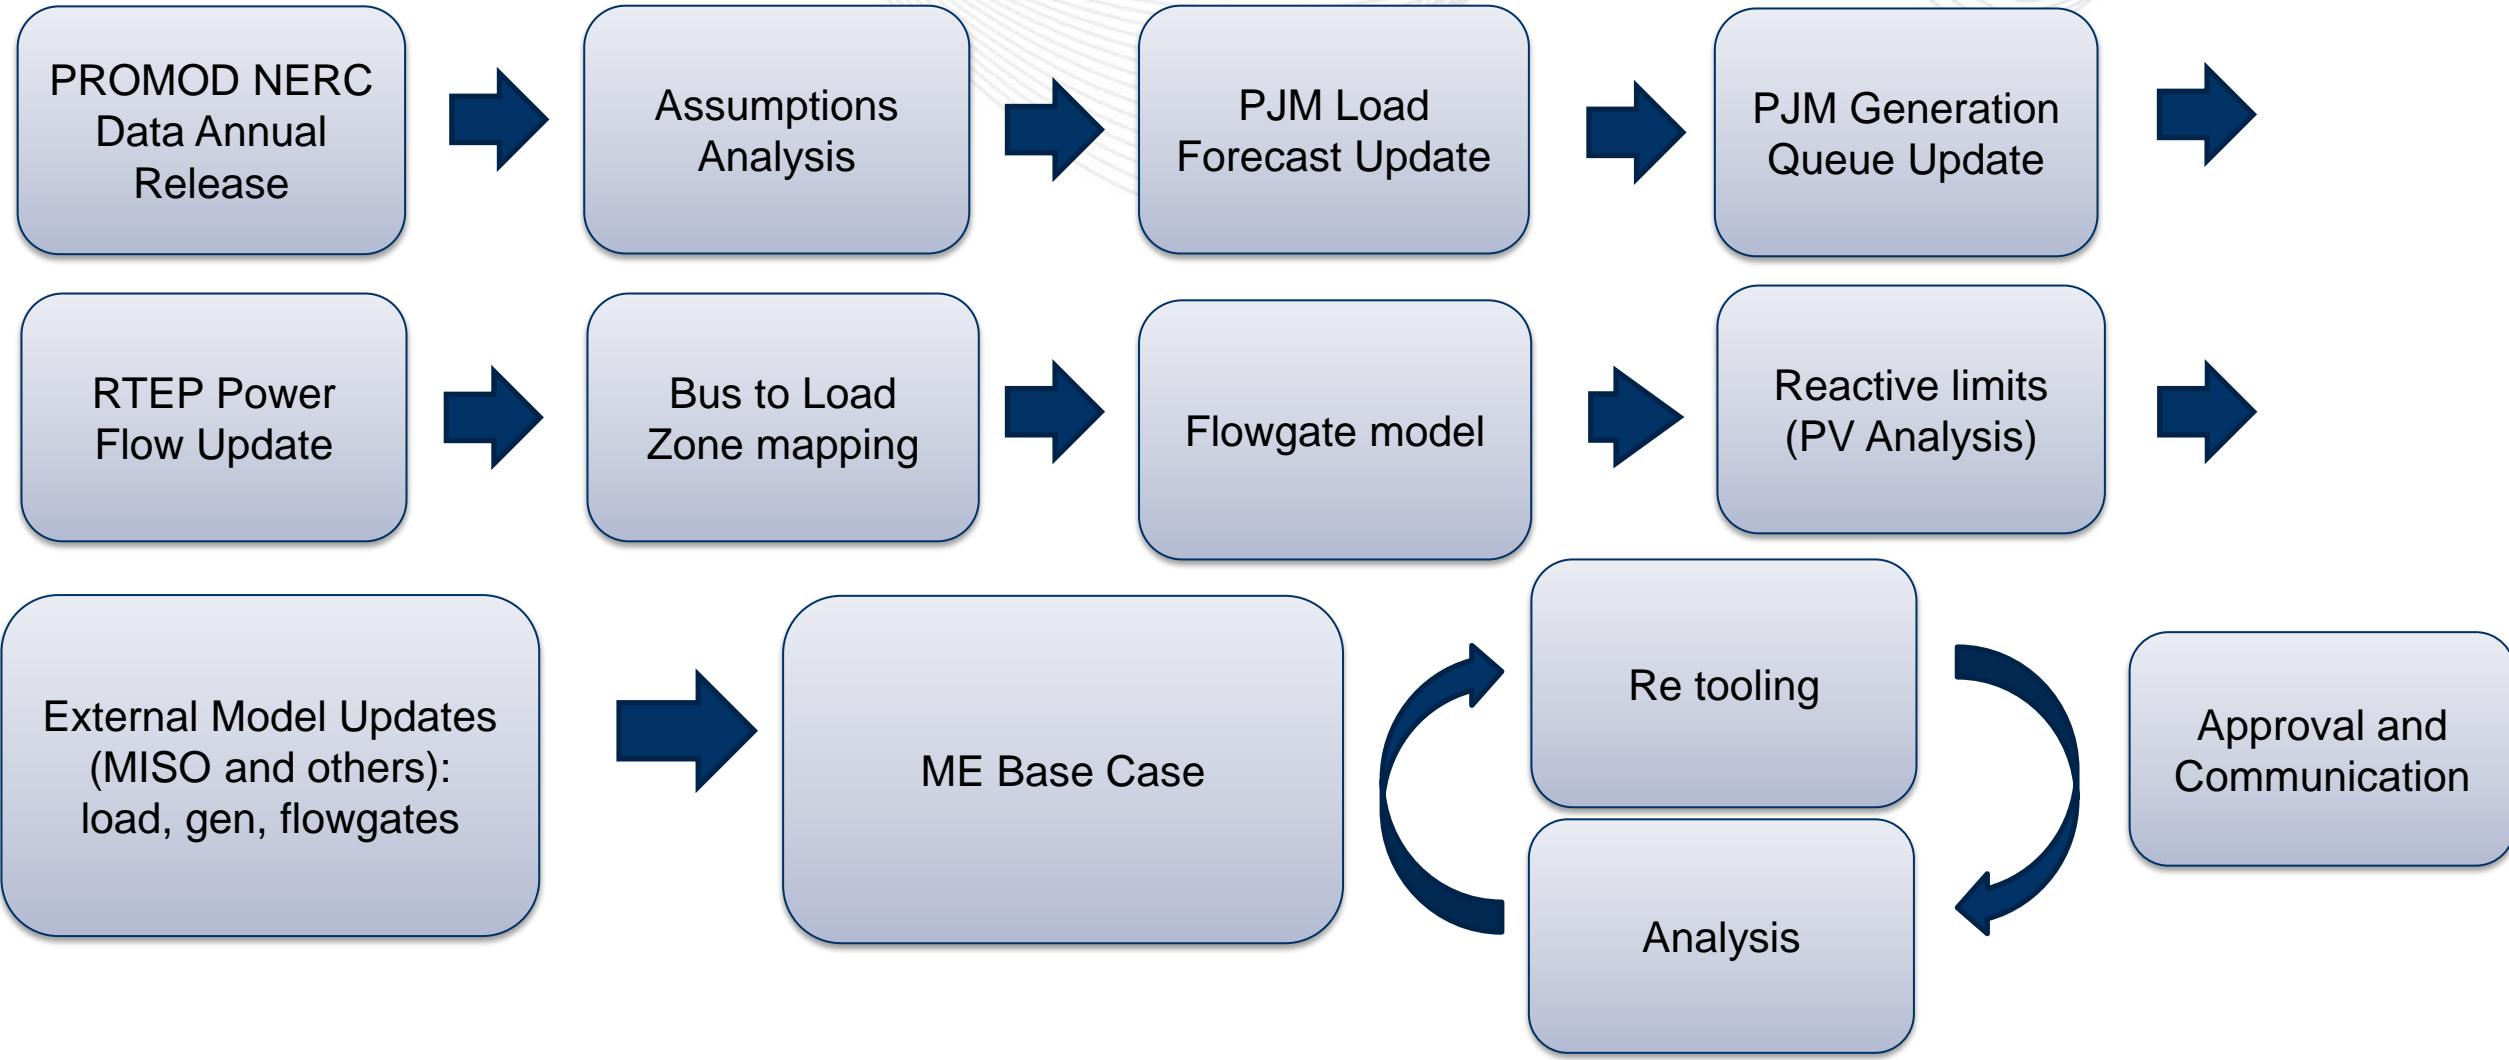 PROMOD NERC
Data Annual
Release
Assumptions
Analysis
PJM Load
Forecast Update
PJM Generation
Queue Update
RTEP Power
Flow Update
Bus to Load
Zone mapping
Flowgate model
Reactive limits
(PV Analysis)
External Model Updates
(MISO and others):
load, gen, flowgates
ME Base Case
Re tooling
Analysis
Approval and
Communication